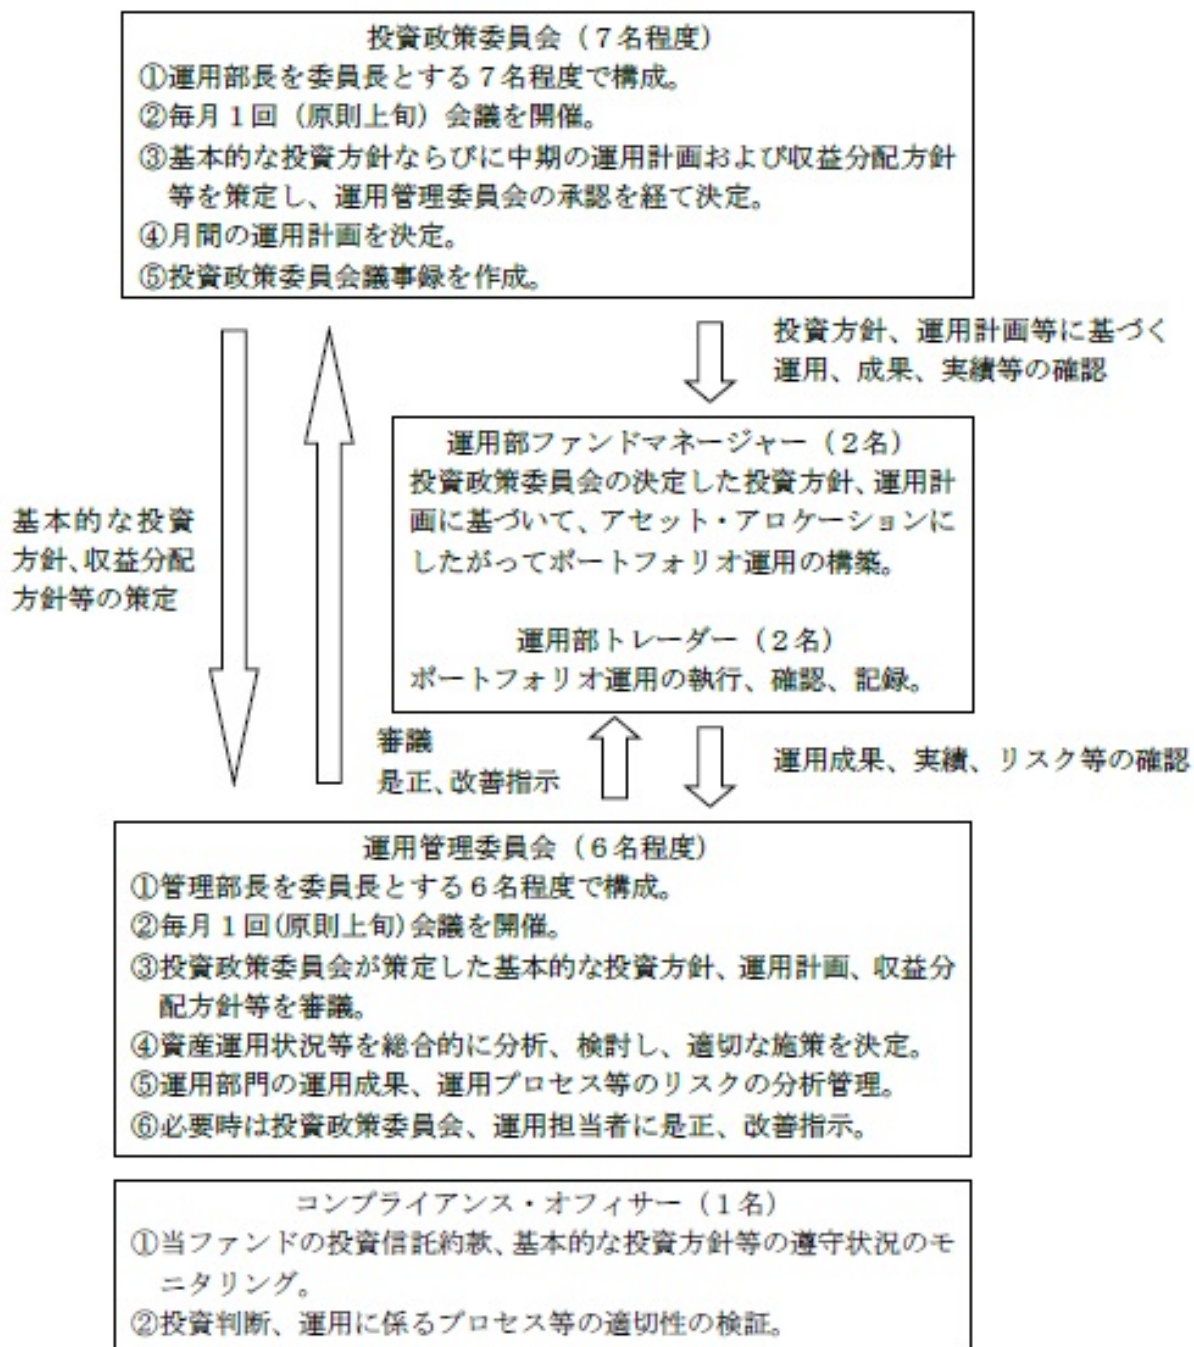 投資政策委員会（７名程度）
①運用部長を委員長とする７名程度で構成。
②毎月１回（原則上旬）会議を開催。
③基本的な投資方針ならびに中期の運用計画および収益分配方針
等を策定し、運用管理委員会の承認を経て決定。
④月間の運用計画を決定。
⑤投資政策委員会議事録を作成。
投資方針、運用計画等に基づく
運用、成果、実績等の確認
基本的な投資
方針、収益分配
方針等の策定
運用部ファンドマネージャー（２名）
投資政策委員会の決定した投資方針、運用計
画に基づいて、アセット・アロケーションに
したがってポートフォリオ運用の構築。
運用部トレーダー（２名）
ポートフォリオ運用の執行、確認、記録。
審議
是正、改善指示
運用成果、実績、リスク等の確認
運用管理委員会（６名程度）
①管理部長を委員長とする６名程度で構成。
②毎月１回(原則上旬)会議を開催。
③投資政策委員会が策定した基本的な投資方針、運用計画、収益分
配方針等を審議。
④資産運用状況等を総合的に分析、検討し、適切な施策を決定。
⑤運用部門の運用成果、運用プロセス等のリスクの分析管理。
⑥必要時は投資政策委員会、運用担当者に是正、改善指示。
コンプライアンス・オフィサー（１名）
①当ファンドの投資信託約款、基本的な投資方針等の遵守状況のモ
ニタリング。
②投資判断、運用に係るプロセス等の適切性の検証。